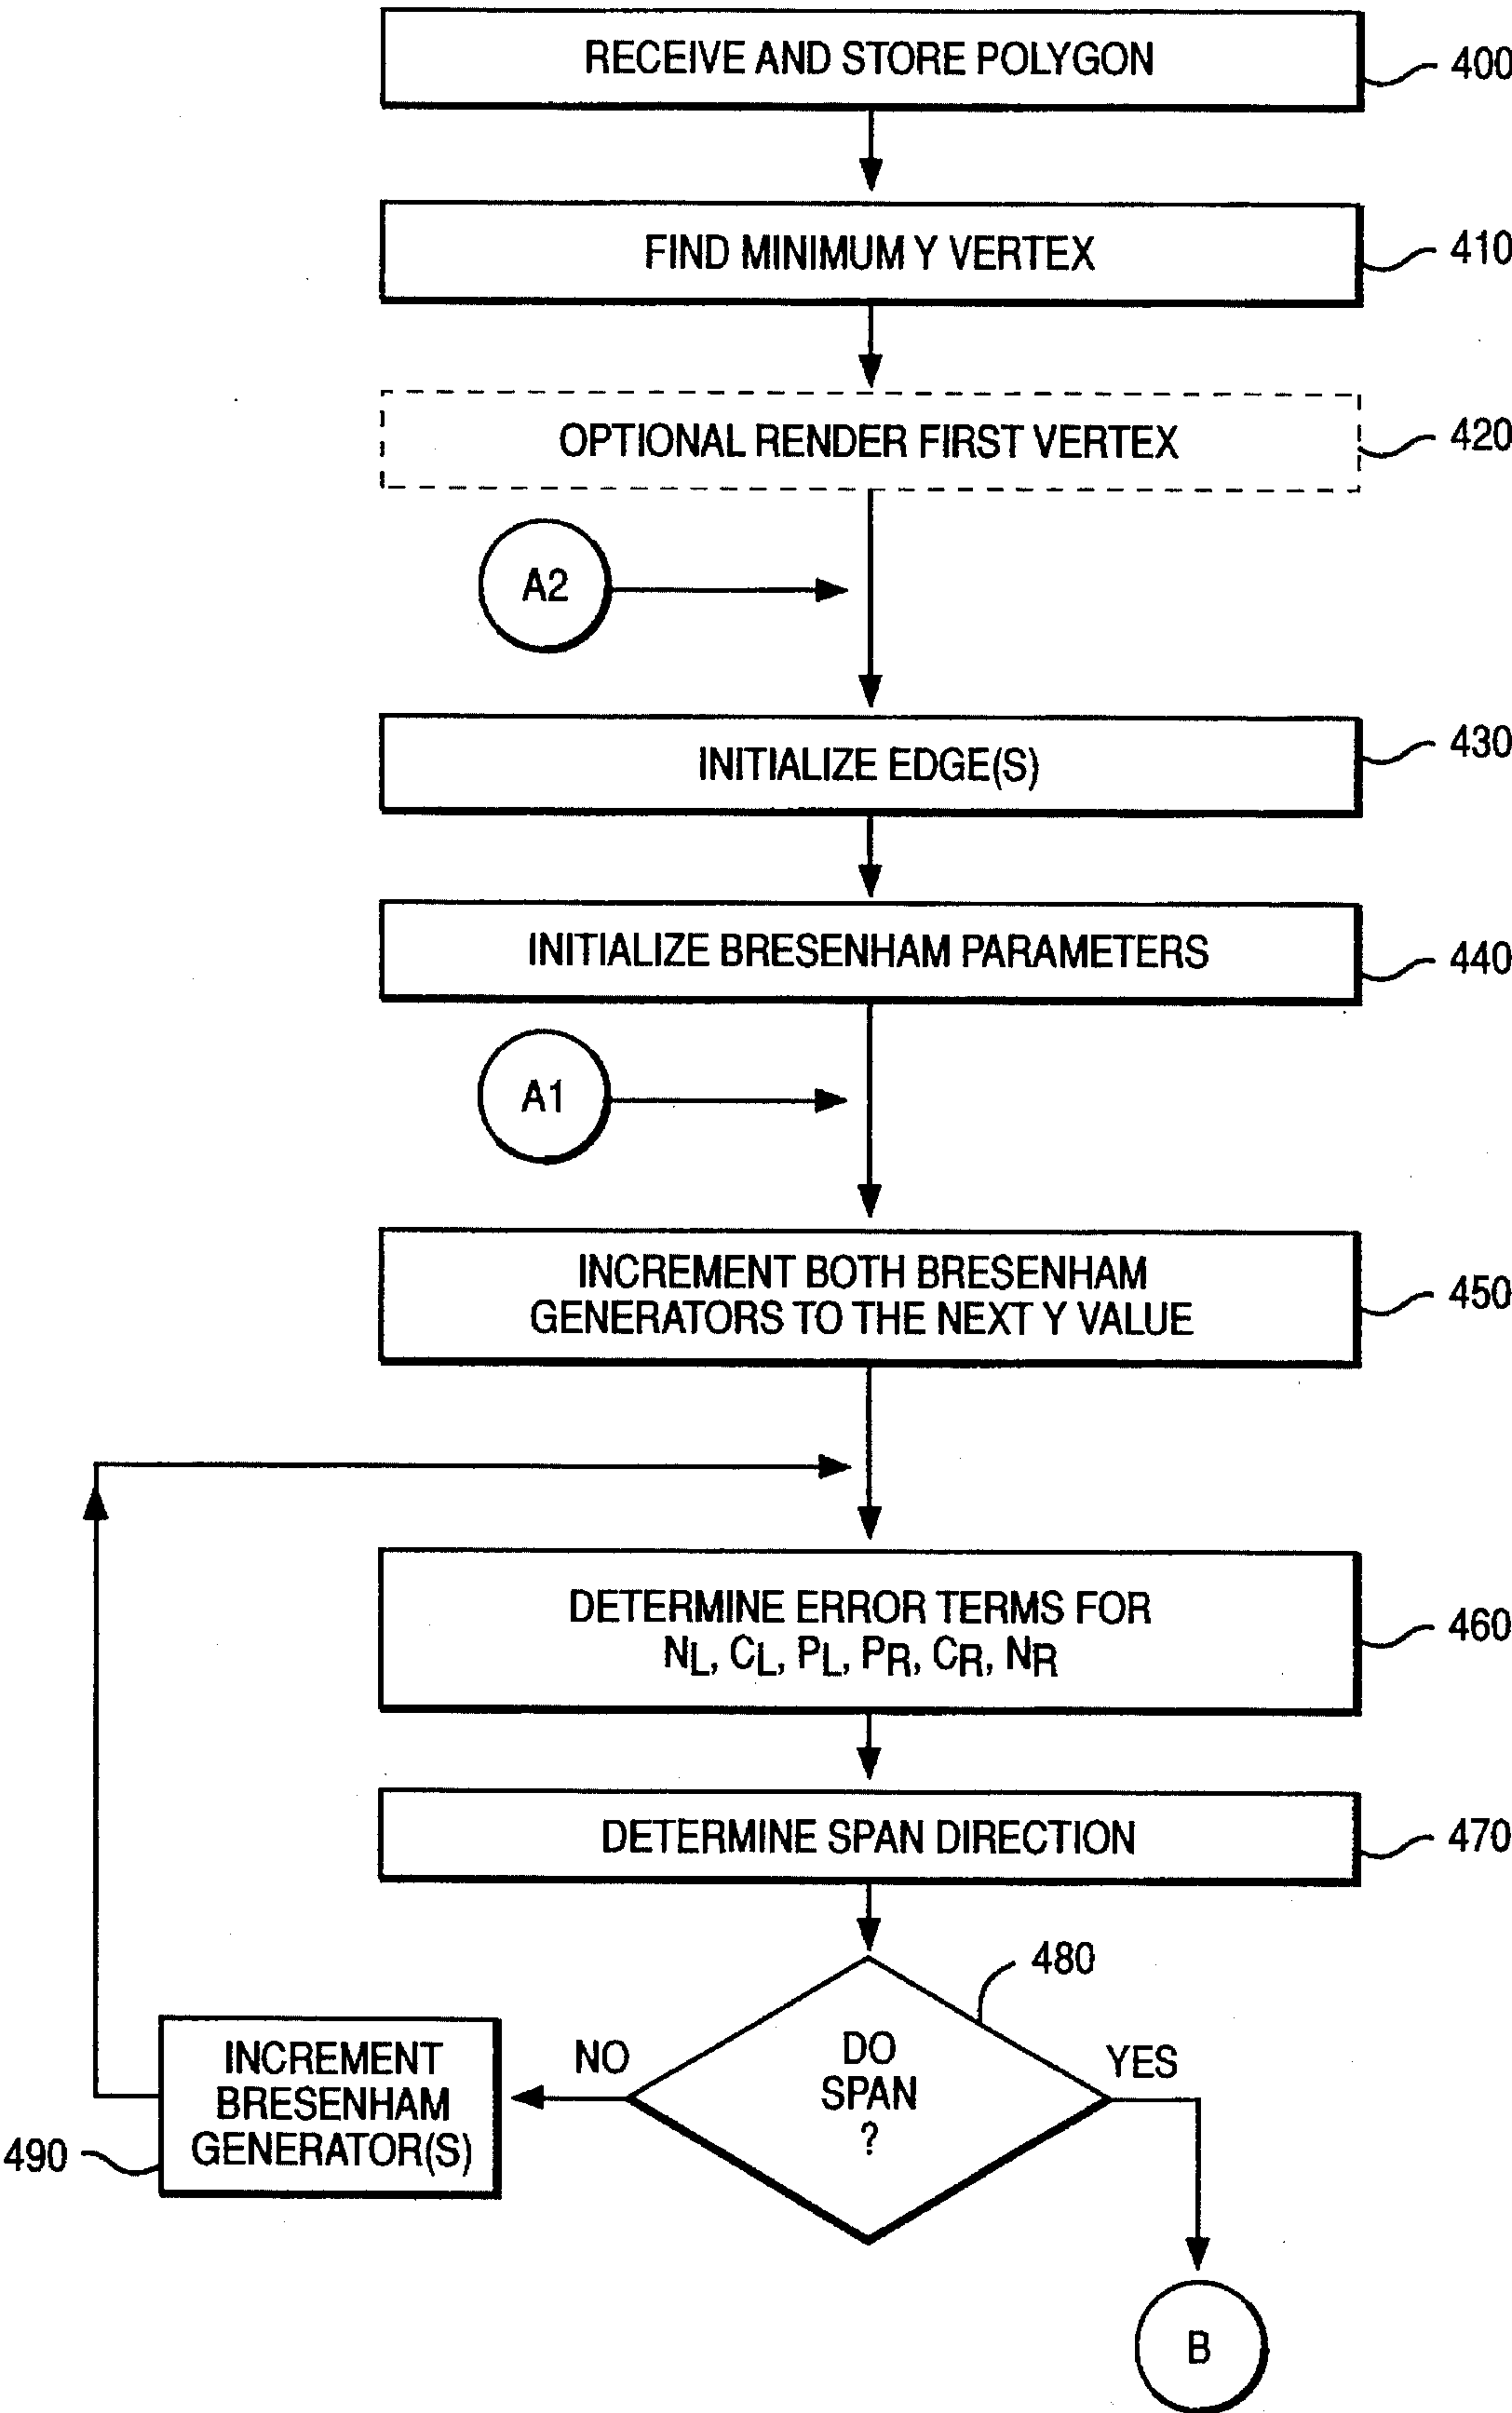 RECEIVE AND STORE POLYGON
400
FIND MINIMUM Y VERTEX
410
OPTIONAL RENDER FIRST VERTEX
420
A2
INITIALIZE EDGE(S)
430
INITIALIZE BRESENHAM PARAMETERS
440
A1
INCREMENT BOTH BRESENHAM
GENERATORS TO THE NEXT Y VALUE
450
DETERMINE ERROR TERMS FOR
NL, CL, PL, PR, CR, NR
460
DETERMINE SPAN DIRECTION
470
480
DO
SPAN
?
NO
YES
INCREMENT
BRESENHAM
GENERATOR(S)
490
B